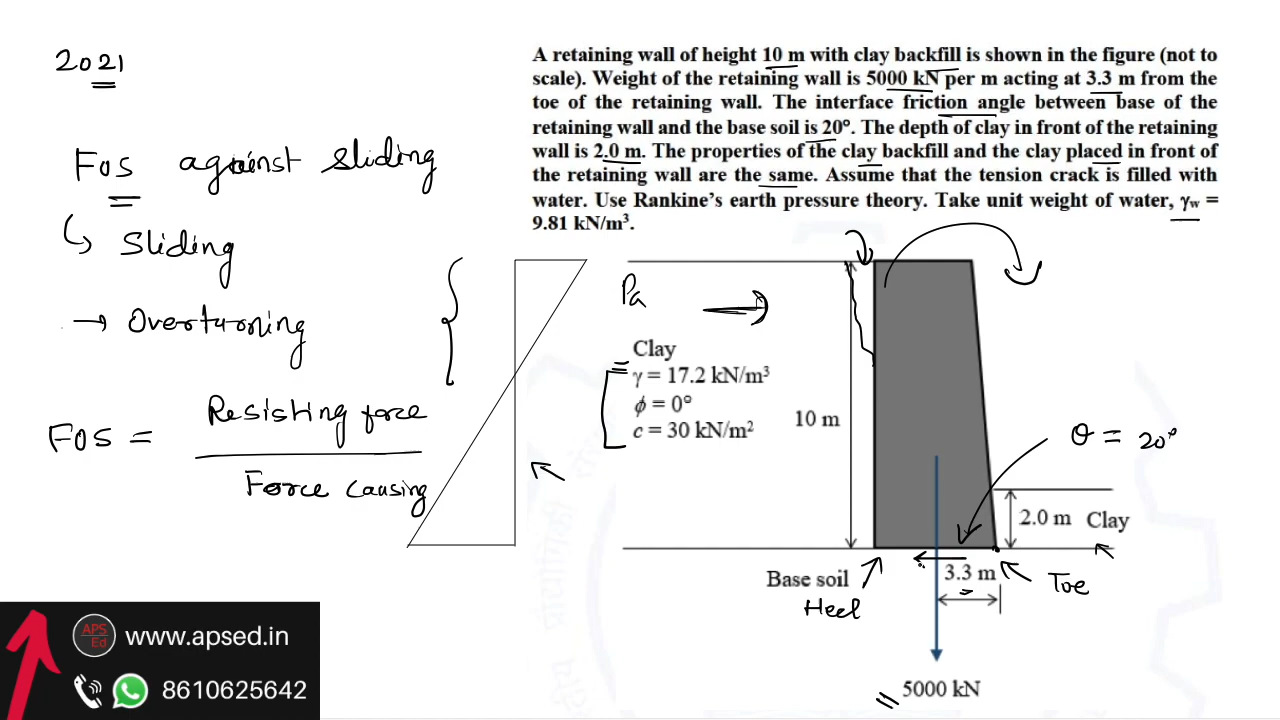 2021
FOS against sliding
Sliding
Overturning
FOS = Resisting force
Force causing
A retaining wall of height 10 m with clay backfill is shown in the figure (not to
scale). Weight of the retaining wall is 5000 kN per m acting at 3.3 m from the
toe of the retaining wall. The interface friction angle between base of the
retaining wall and the base soil is 20°. The depth of clay in front of the retaining
wall is 2.0 m. The properties of the clay backfill and the clay placed in front of
the retaining wall are the same. Assume that the tension crack is filled with
water. Use Rankine's earth pressure theory. Take unit weight of water, γw =
9.81 kN/m³.
Pa
Clay
γ = 17.2 kN/m³
ϕ = 0°
c = 30 kN/m²
10 m
θ = 20°
2.0 m Clay
Base soil
3.3 m
Toe
Heel
5000 kN
APS
Ed
www.apsed.in
8610625642